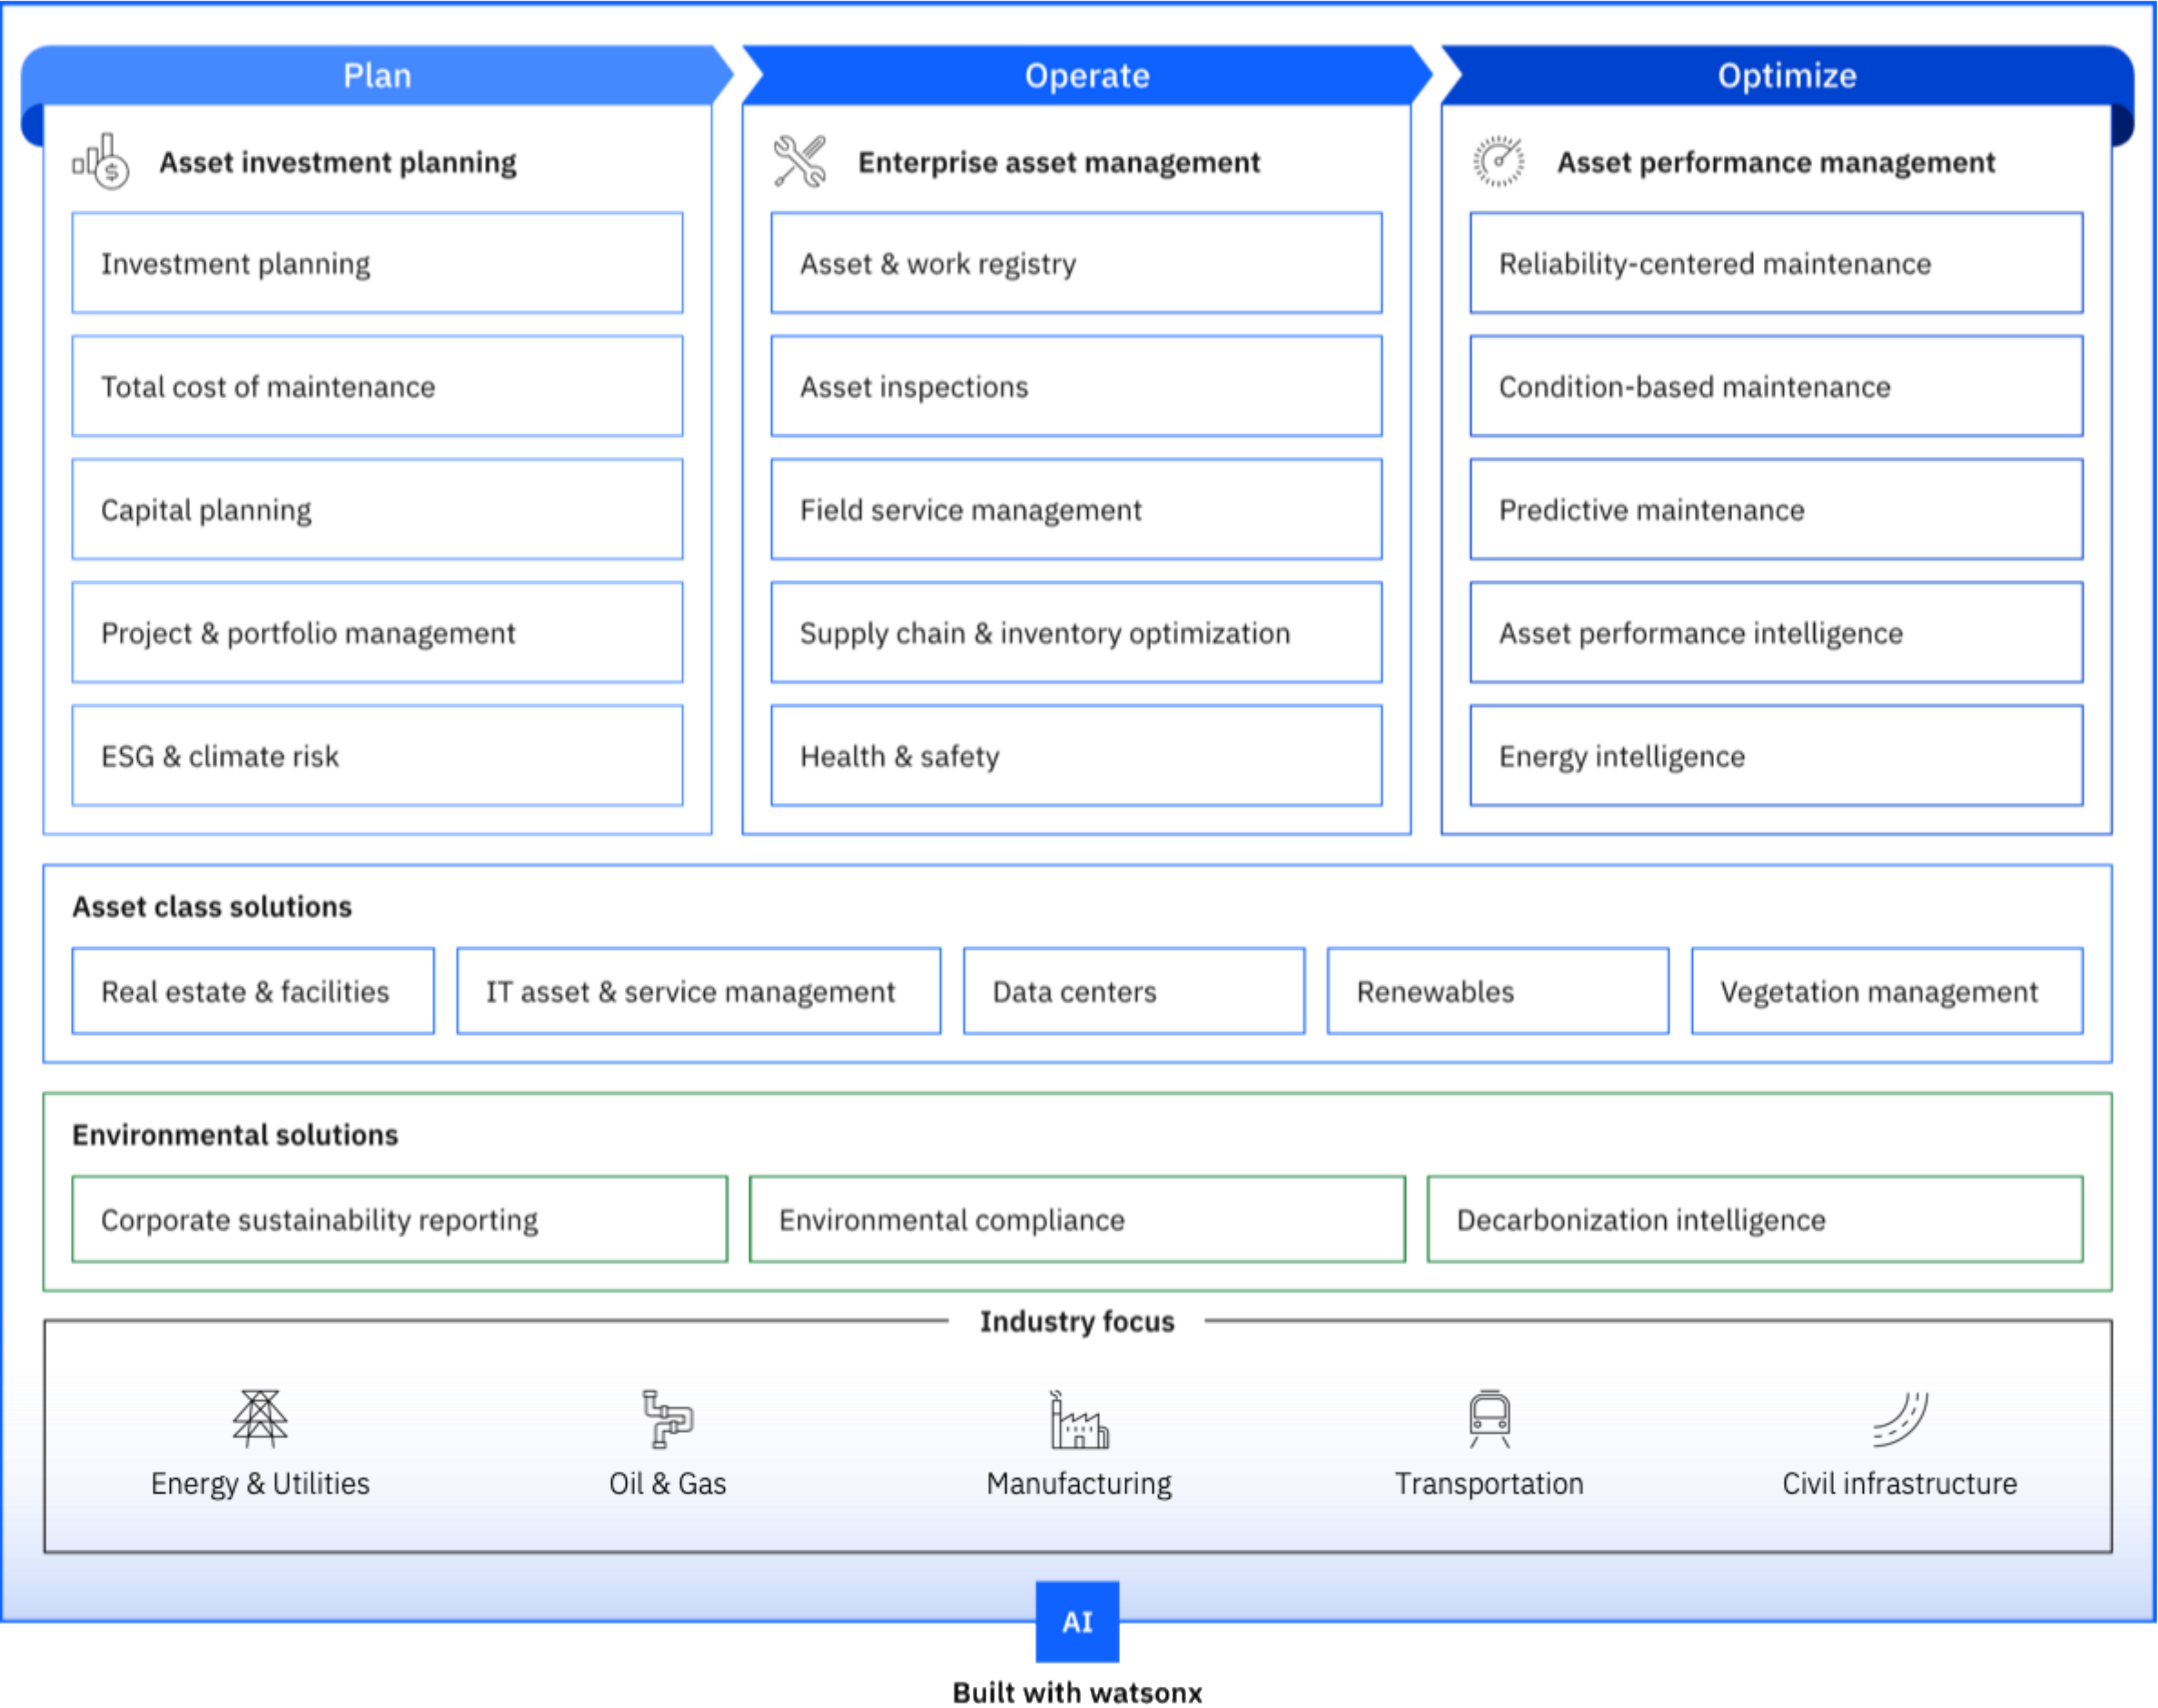 Plan
Operate
Optimize
$
Asset investment planning
Investment planning
Total cost of maintenance
Capital planning
Project & portfolio management
ESG & climate risk
Enterprise asset management
Asset & work registry
Asset inspections
Field service management
Supply chain & inventory optimization
Health & safety
Asset performance management
Reliability-centered maintenance
Condition-based maintenance
Predictive maintenance
Asset performance intelligence
Energy intelligence
Asset class solutions
Real estate & facilities
IT asset & service management
Data centers
Renewables
Vegetation management
Environmental solutions
Corporate sustainability reporting
Environmental compliance
Decarbonization intelligence
Industry focus
Energy & Utilities
Oil & Gas
Manufacturing
Transportation
Civil infrastructure
AI
Built with watsonx